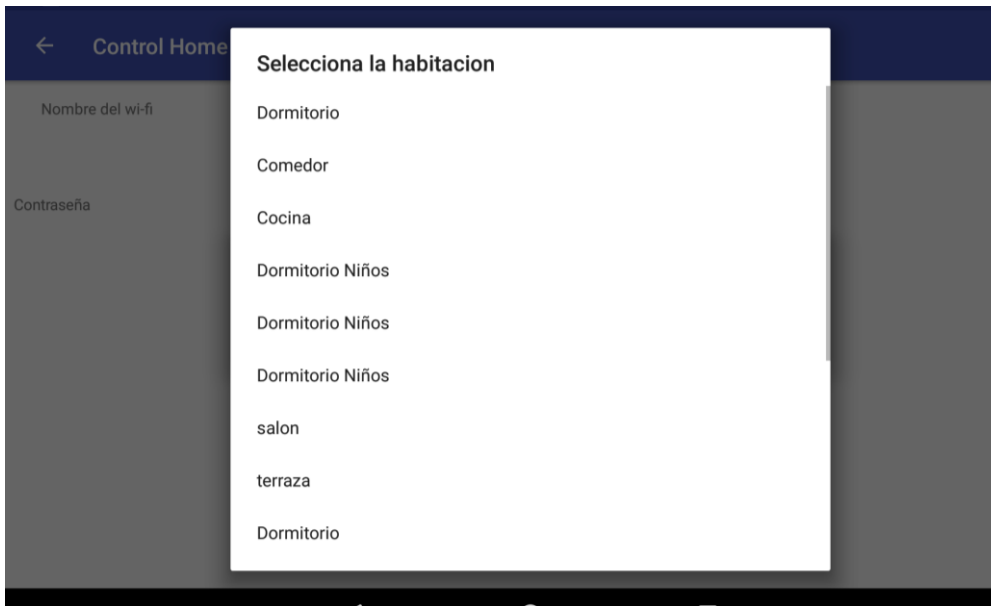 Control Home
Selecciona la habitacion
Nombre del wi-fi
Dormitorio
Comedor
Contraseña
Cocina
Dormitorio Niños
Dormitorio Niños
Dormitorio Niños
salon
terraza
Dormitorio